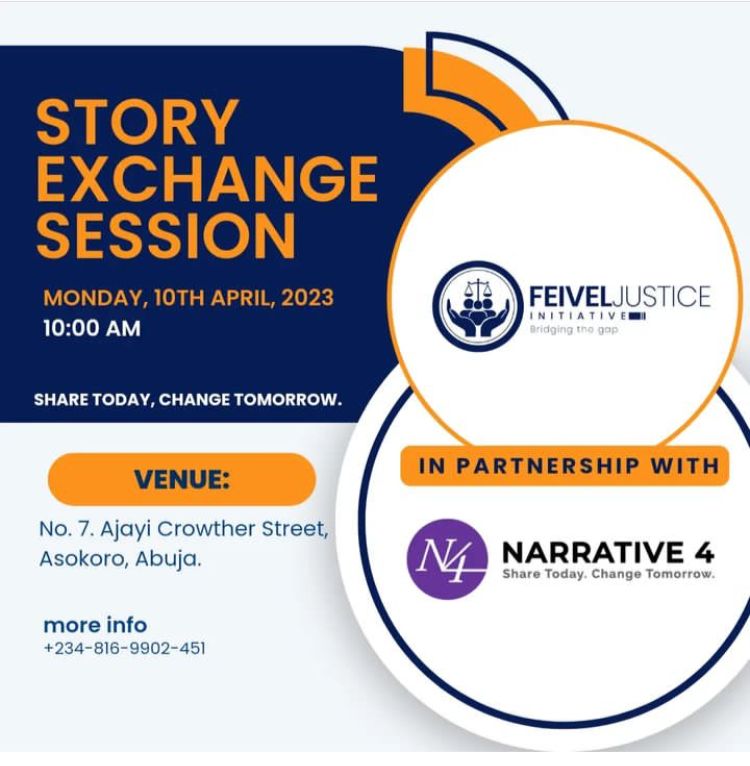 STORY
EXCHANGE
SESSION
MONDAY, 10TH APRIL, 2023
10:00 AM
SHARE TODAY, CHANGE TOMORROW.
FEIVELJUSTICE
INITIATIVE
Bridging the gap
IN PARTNERSHIP WITH
N4
NARRATIVE 4
Share Today. Change Tomorrow.
VENUE:
No. 7. Ajayi Crowther Street,
Asokoro, Abuja.
more info
+234-816-9902-451